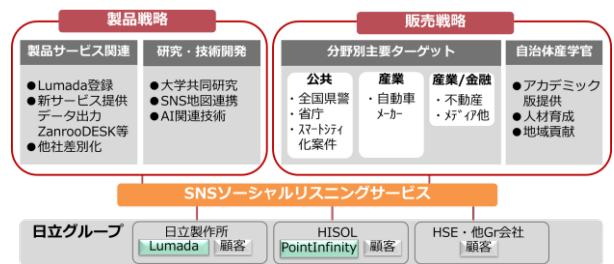 製品戦略
販売戦略
製品サービス関連
研究・技術開発
分野別主要ターゲット
自治体産学官
●Lumada登録
●新サービス提供
データ出力
ZanrooDESK等
●他社差別化
●大学共同研究
●SNS地図連携
●AI関連技術
公共
・全国県警
・省庁
・スマートシティ
化案件
産業
・自動車
メーカー
産業/金融
・不動産
・メディア他
●アカデミック
版提供
●人材育成
●地域貢献
SNSソーシャルリスニングサービス
日立グループ
日立製作所
Lumada 顧客
HISOL
PointInfinity 顧客
HSE・他Gr会社
顧客